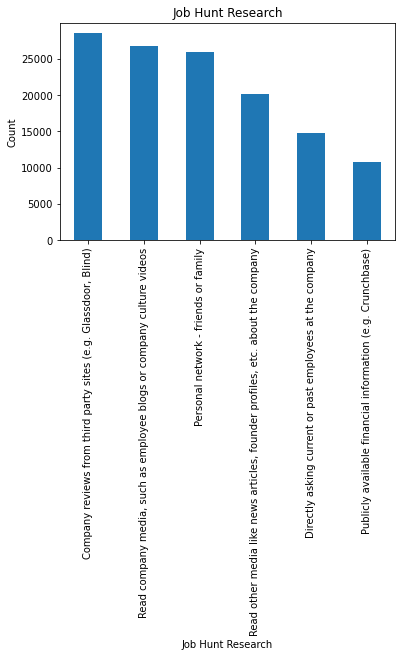 Job Hunt Research
Count
25000
20000
15000
10000
5000
0
Company reviews from third party sites (e.g. Glassdoor, Blind)
Read company media, such as employee blogs or company culture videos
Personal network - friends or family
Read other media like news articles, founder profiles, etc. about the company
Directly asking current or past employees at the company
Publicly available financial information (e.g. Crunchbase)
Job Hunt Research